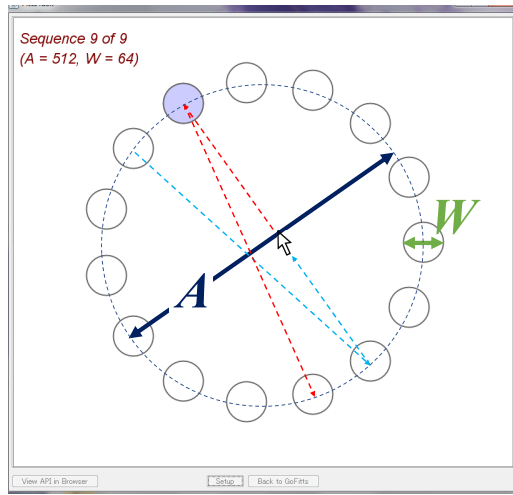 Sequence 9 of 9
(A = 512, W = 64)
W
A
View API in Browser
Setup
Back to GoFitts